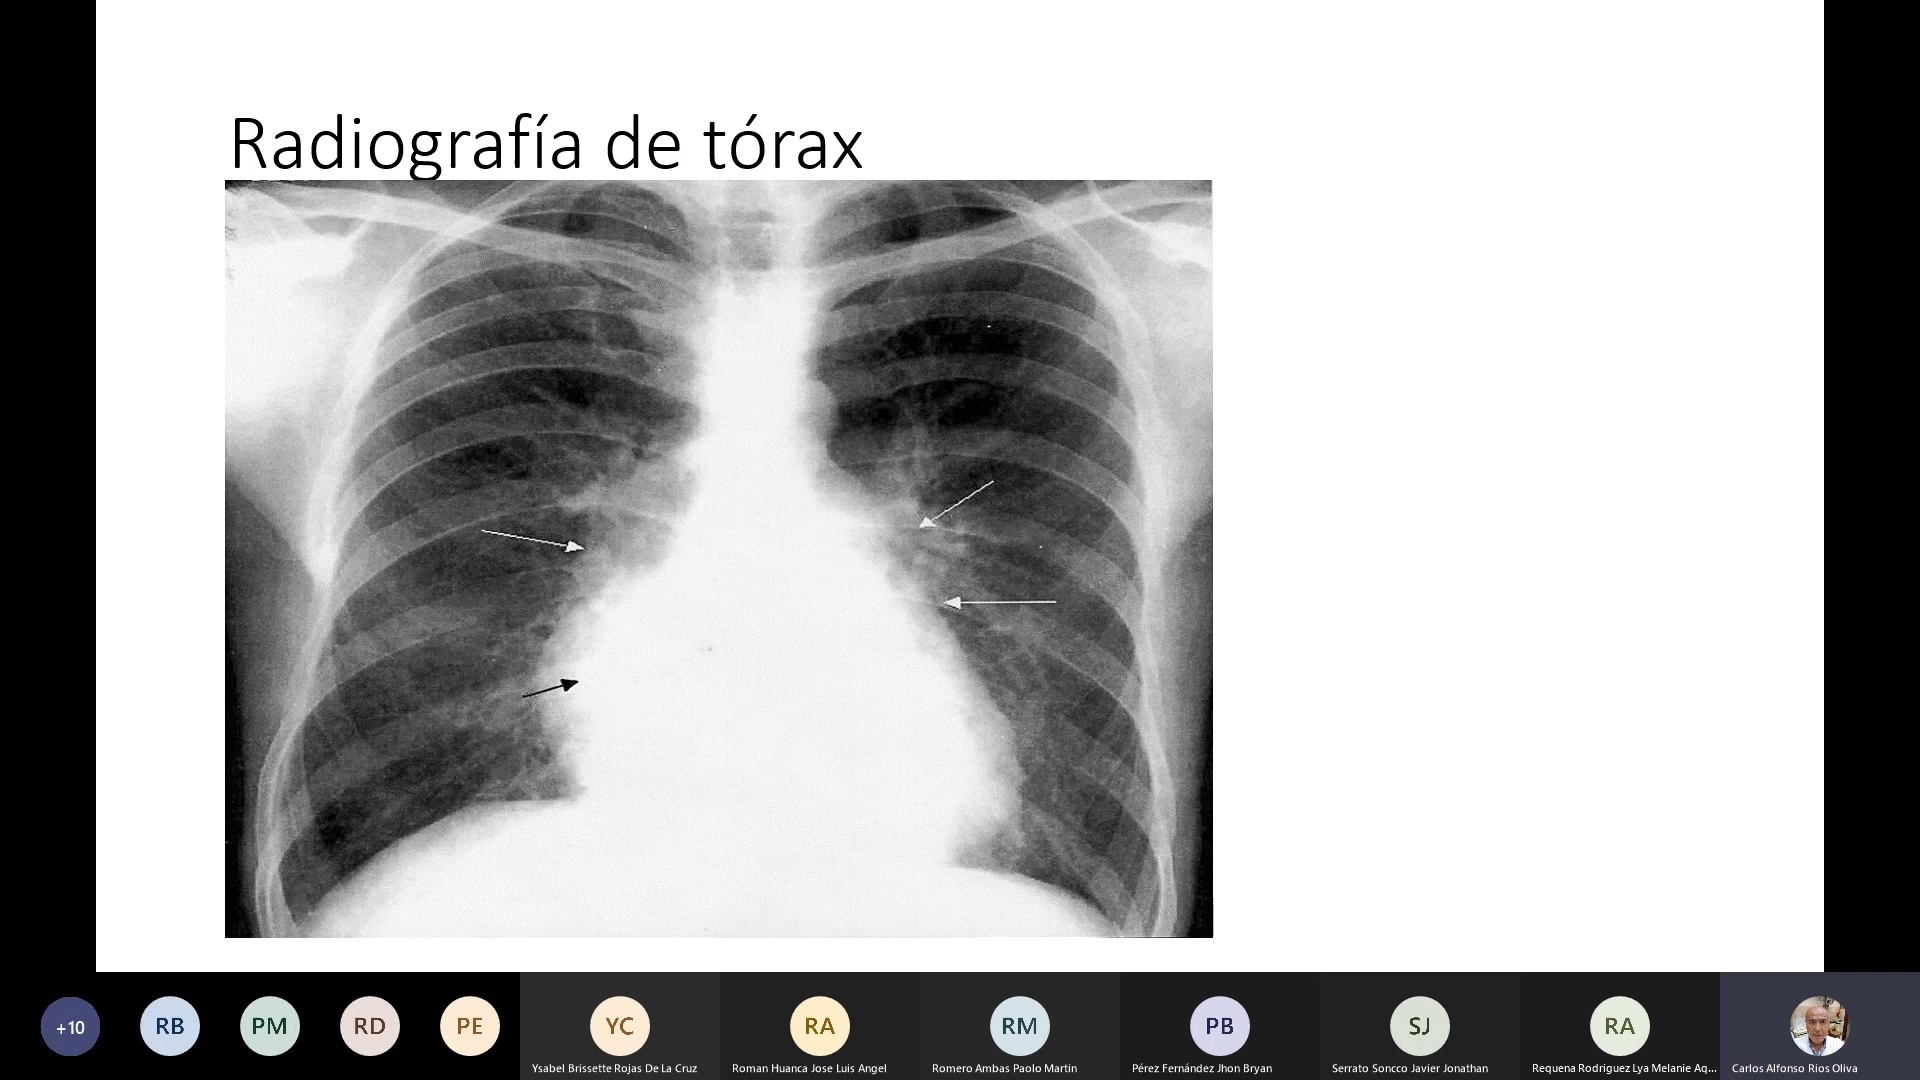 Radiografía de tórax
+10
RB
PM
RD
PE
YC
RA
RM
PB
SJ
RA
Ysabel Brissette Rojas De La Cruz
Roman Huanca Jose Luis Angel
Romero Ambas Paolo Martin
Pérez Fernández Jhon Bryan
Serrato Soncco Javier Jonathan
Requena Rodriguez Lya Melanie Aq...
Carlos Alfonso Rios Oliva